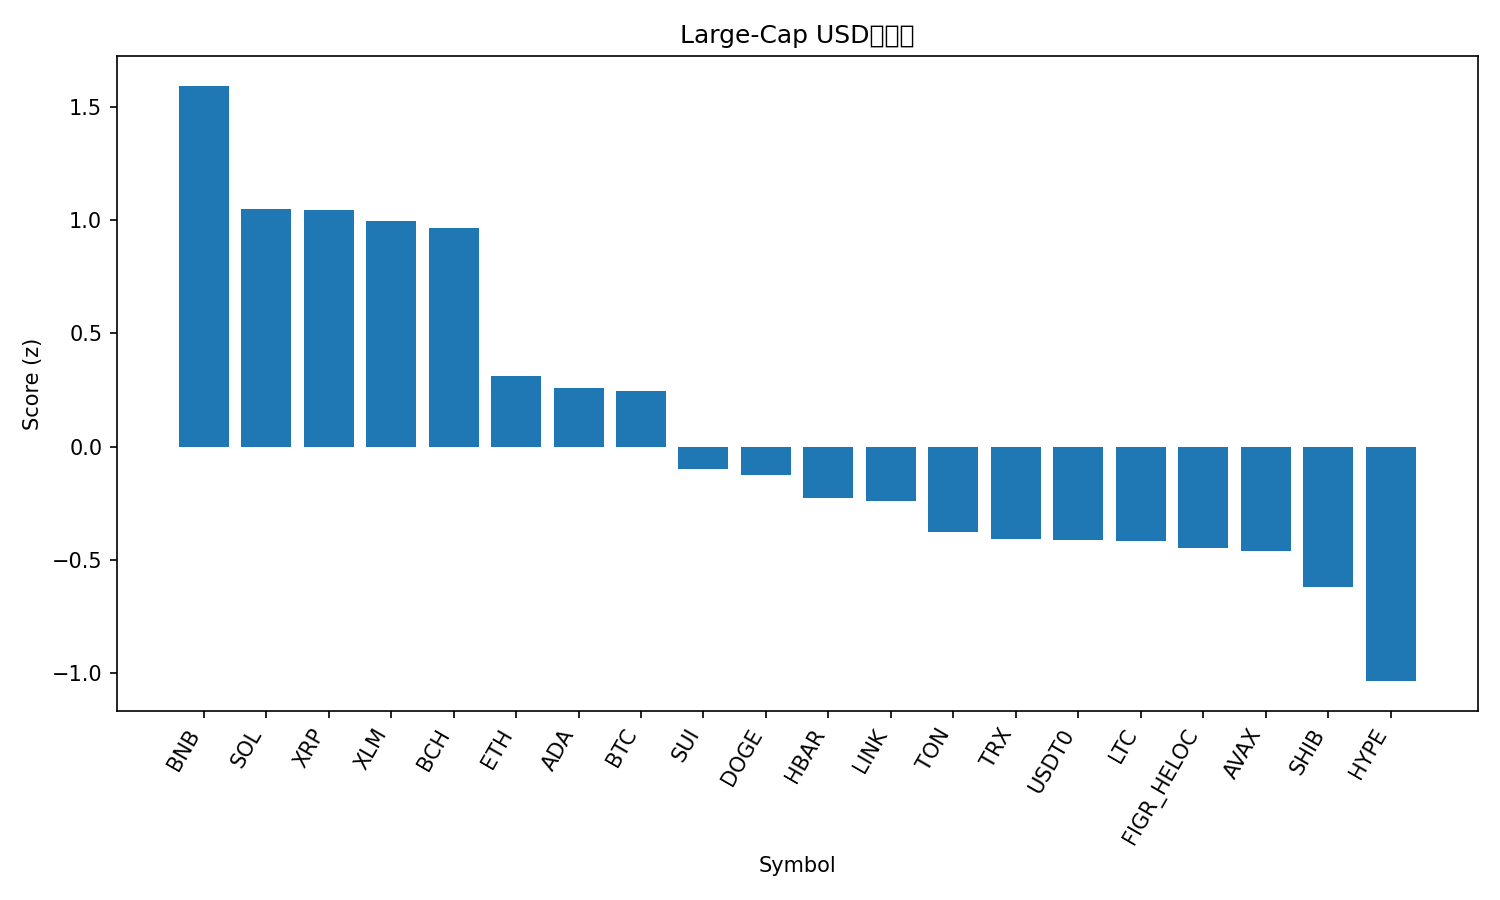 Large-Cap USD
Score (z)
1.5
1.0
0.5
0.0
−0.5
−1.0
BNB
SOL
XRP
XLM
BCH
ETH
ADA
BTC
SUI
DOGE
HBAR
LINK
TON
TRX
USDT0
LTC
FIGR_HELOC
AVAX
SHIB
HYPE
Symbol